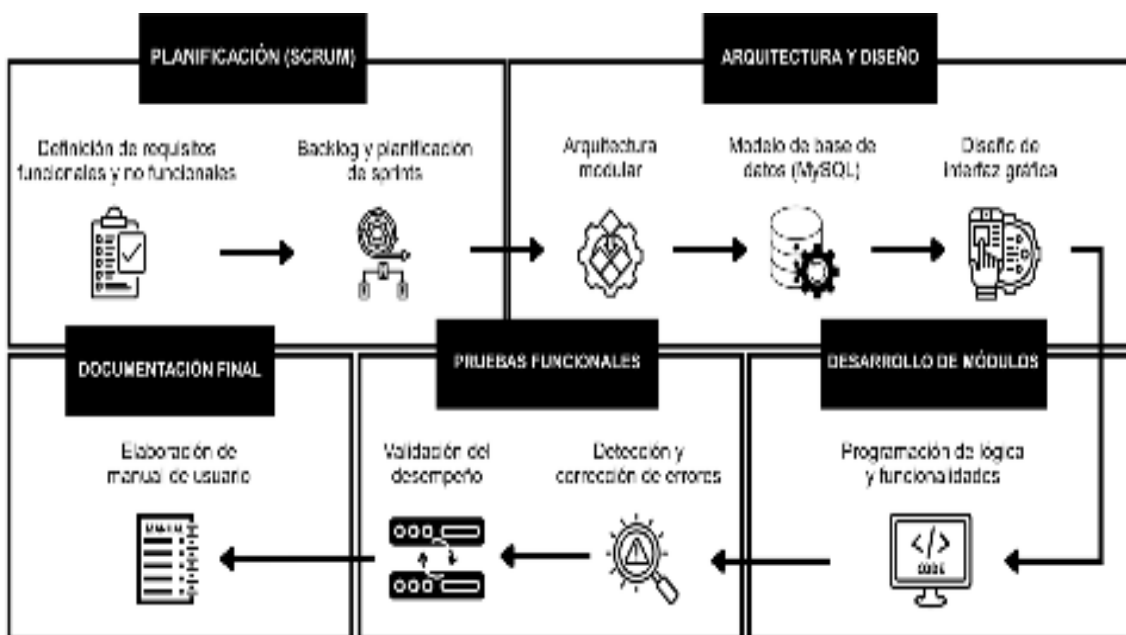 PLANIFICACIÓN (SCRUM)
ARQUITECTURA Y DISEÑO
Definición de requisitos
funcionales y no funcionales
Backlog y planificación
de sprints
Arquitectura
modular
Modelo de base de
datos (MySQL)
Diseño de
interfaz gráfica
DOCUMENTACIÓN FINAL
PRUEBAS FUNCIONALES
DESARROLLO DE MÓDULOS
Elaboración de
manual de usuario
Validación del
desempeño
Detección y
corrección de errores
Programación de lógica
y funcionalidades
MANUAL
</>
CODE